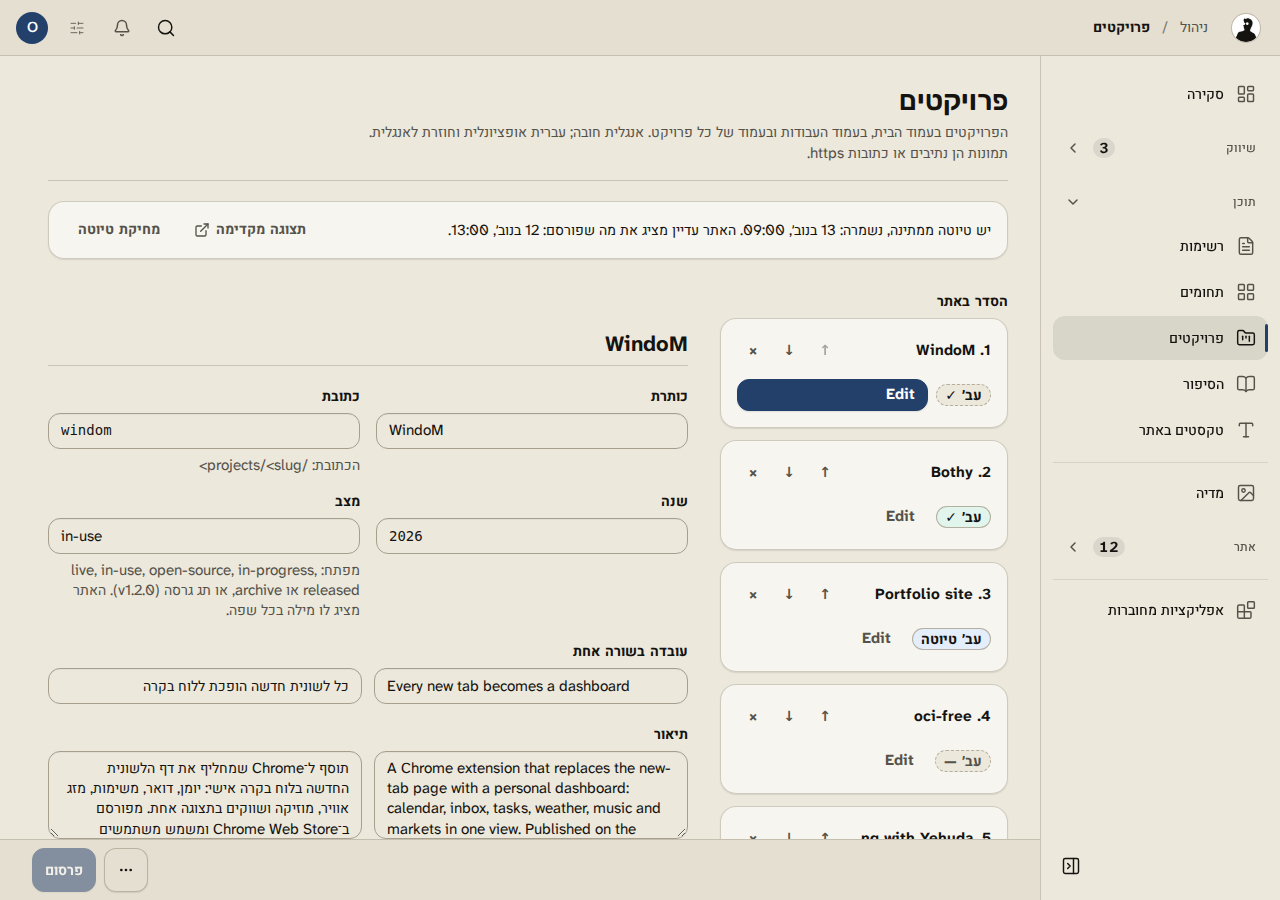 ניהול / פרויקטים
O
סקירה
שיווק 3
תוכן
רשימות
תחומים
פרויקטים
הסיפור
טקסטים באתר
מדיה
אתר 12
אפליקציות מחוברות
פרויקטים
הפרויקטים בעמוד הבית, בעמוד העבודות ובעמוד של כל פרויקט. אנגלית חובה; עברית אופציונלית וחוזרת לאנגלית.
תמונות הן נתיבים או כתובות https.
יש טיוטה ממתינה, נשמרה: 13 בנוב׳, 09:00. האתר עדיין מציג את מה שפורסם: 12 בנוב׳, 13:00.
תצוגה מקדימה
מחיקת טיוטה
הסדר באתר
1. WindoM ↑ ↓ ×
עב׳ ✓ Edit
2. Bothy ↑ ↓ ×
עב׳ ✓ Edit
3. Portfolio site ↑ ↓ ×
עב׳ טיוטה Edit
4. oci-free ↑ ↓ ×
עב׳ — Edit
5. ng with Yehuda ↑ ↓ ×
WindoM
כותרת
WindoM
כתובת
windom
הכתובת: /projects/<slug>
שנה
2026
מצב
in-use
מפתח: live, in-use, open-source, in-progress,
released או archive, או תג גרסה (v1.2.0). האתר
מציג לו מילה בכל שפה.
עובדה בשורה אחת
Every new tab becomes a dashboard
כל לשונית חדשה הופכת ללוח בקרה
תיאור
A Chrome extension that replaces the new-
tab page with a personal dashboard:
calendar, inbox, tasks, weather, music and
markets in one view. Published on the
תוסף ל־Chrome שמחליף את דף הלשונית
החדשה בלוח בקרה אישי: יומן, דואר, משימות, מזג
אוויר, מוזיקה ושווקים בתצוגה אחת. מפורסם
ב־Chrome Web Store ומשמש משתמשים
...
פרסום